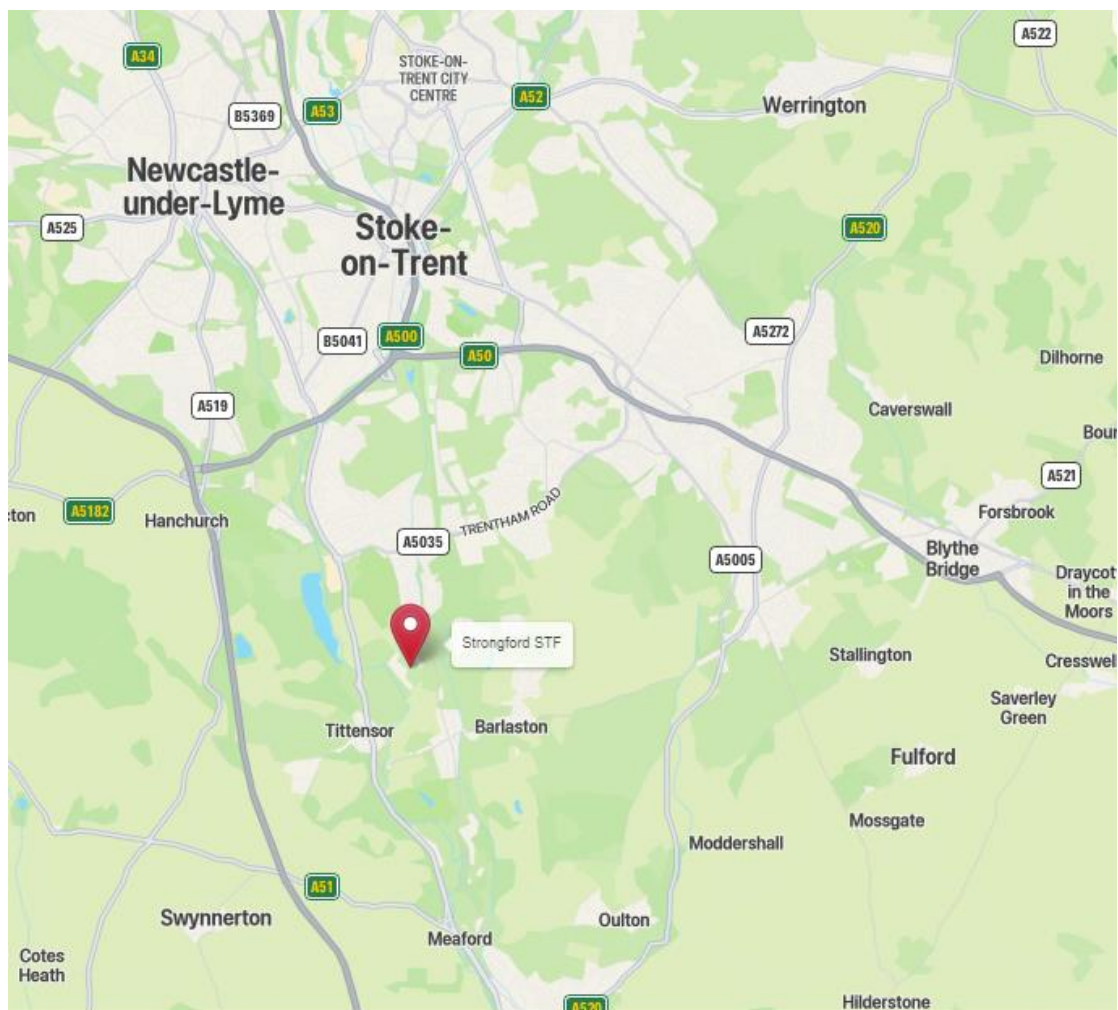 A522
A34
STOKE-ON-
TRENT CITY
CENTRE
A52
A53
B5369
Werrington
Newcastle-
under-Lyme
A525
Stoke-
on-Trent
A520
B5041
A500
A50
A5272
Dilhorne
A519
Caverswall
Bour
A521
cton
A5182
Hanchurch
TRENTHAM ROAD
Forsbrook
A5035
A5005
Blythe
Bridge
Draycot
in the
Moors
Strongford STF
Stallington
Cresswel
Saverley
Green
Tittensor
Barlaston
Fulford
Mossgate
Moddershall
A51
Swynnerton
Oulton
Meaford
Cotes
Heath
A520
Hilderstone